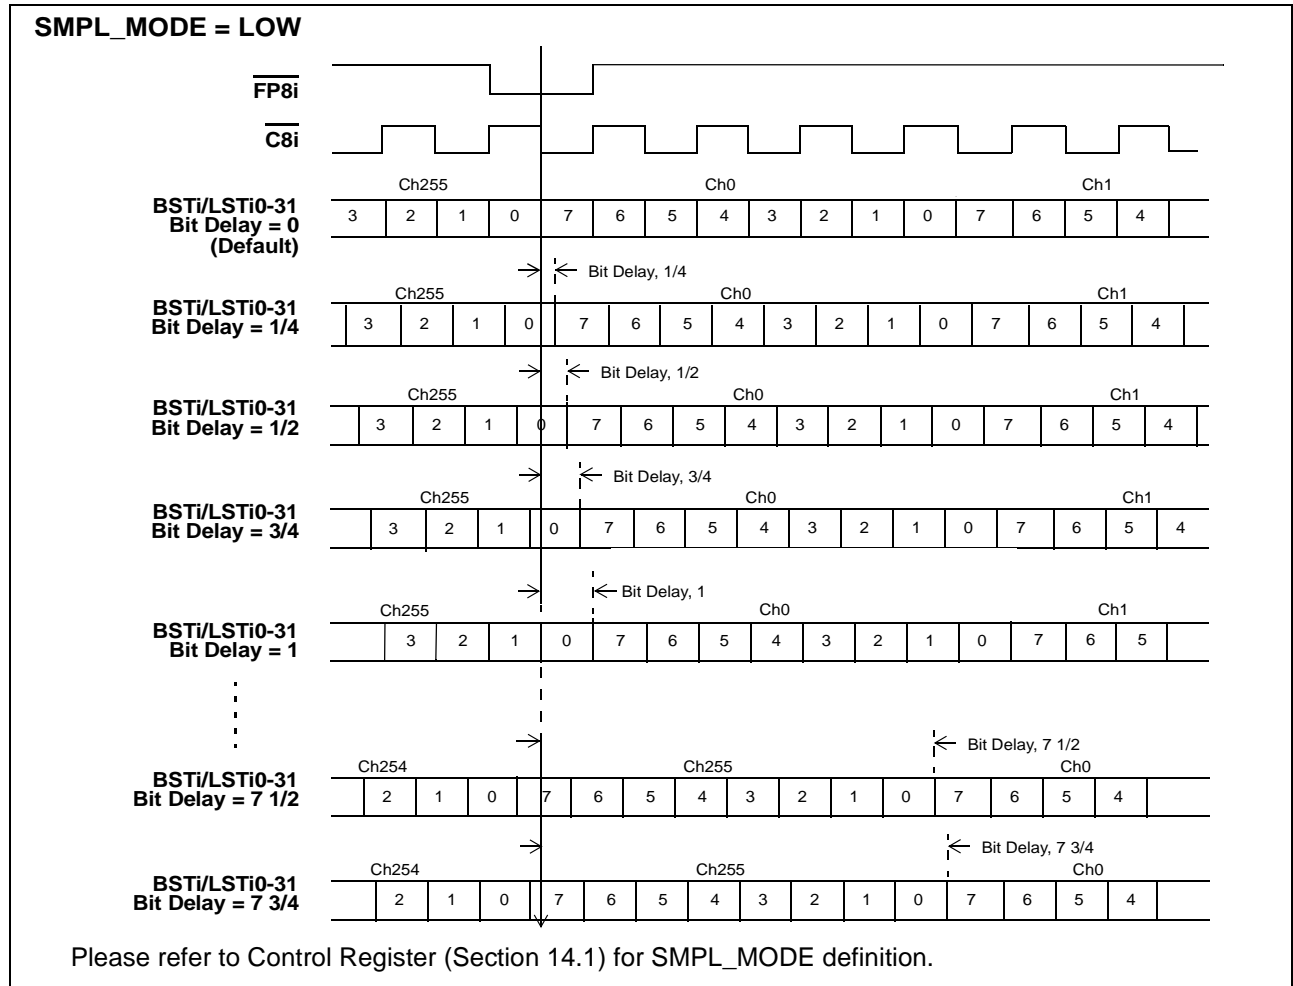 SMPL_MODE = LOW
FP8i
C8i
Ch255 Ch0 Ch1
BSTi/LSTi0-31
Bit Delay = 0
(Default)
3 2 1 0 7 6 5 4 3 2 1 0 7 6 5 4
Bit Delay, 1/4
Ch255 Ch0 Ch1
BSTi/LSTi0-31
Bit Delay = 1/4
3 2 1 0 7 6 5 4 3 2 1 0 7 6 5 4
Bit Delay, 1/2
Ch255 Ch0 Ch1
BSTi/LSTi0-31
Bit Delay = 1/2
3 2 1 0 7 6 5 4 3 2 1 0 7 6 5 4
Bit Delay, 3/4
Ch255 Ch0 Ch1
BSTi/LSTi0-31
Bit Delay = 3/4
3 2 1 0 7 6 5 4 3 2 1 0 7 6 5 4
Bit Delay, 1
Ch255 Ch0 Ch1
BSTi/LSTi0-31
Bit Delay = 1
3 2 1 0 7 6 5 4 3 2 1 0 7 6 5
Bit Delay, 7 1/2
Ch254 Ch255 Ch0
BSTi/LSTi0-31
Bit Delay = 7 1/2
2 1 0 7 6 5 4 3 2 1 0 7 6 5 4
Bit Delay, 7 3/4
Ch254 Ch255 Ch0
BSTi/LSTi0-31
Bit Delay = 7 3/4
2 1 0 7 6 5 4 3 2 1 0 7 6 5 4
Please refer to Control Register (Section 14.1) for SMPL_MODE definition.